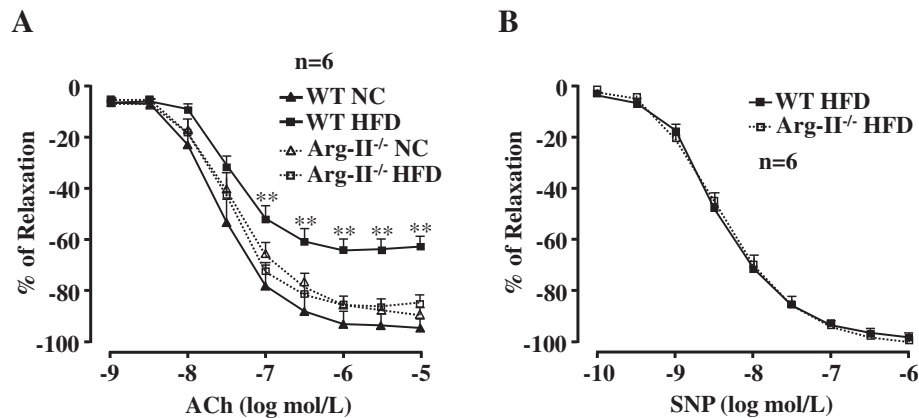 A
n=6
WT NC
WT HFD
Arg-II-/- NC
Arg-II-/- HFD
0
-20
-40
-60
-80
-100
% of Relaxation
**
**
**
**
**
-9
-8
-7
-6
-5
ACh (log mol/L)
B
WT HFD
Arg-II-/- HFD
n=6
0
-20
-40
-60
-80
-100
% of Relaxation
-10
-9
-8
-7
-6
SNP (log mol/L)